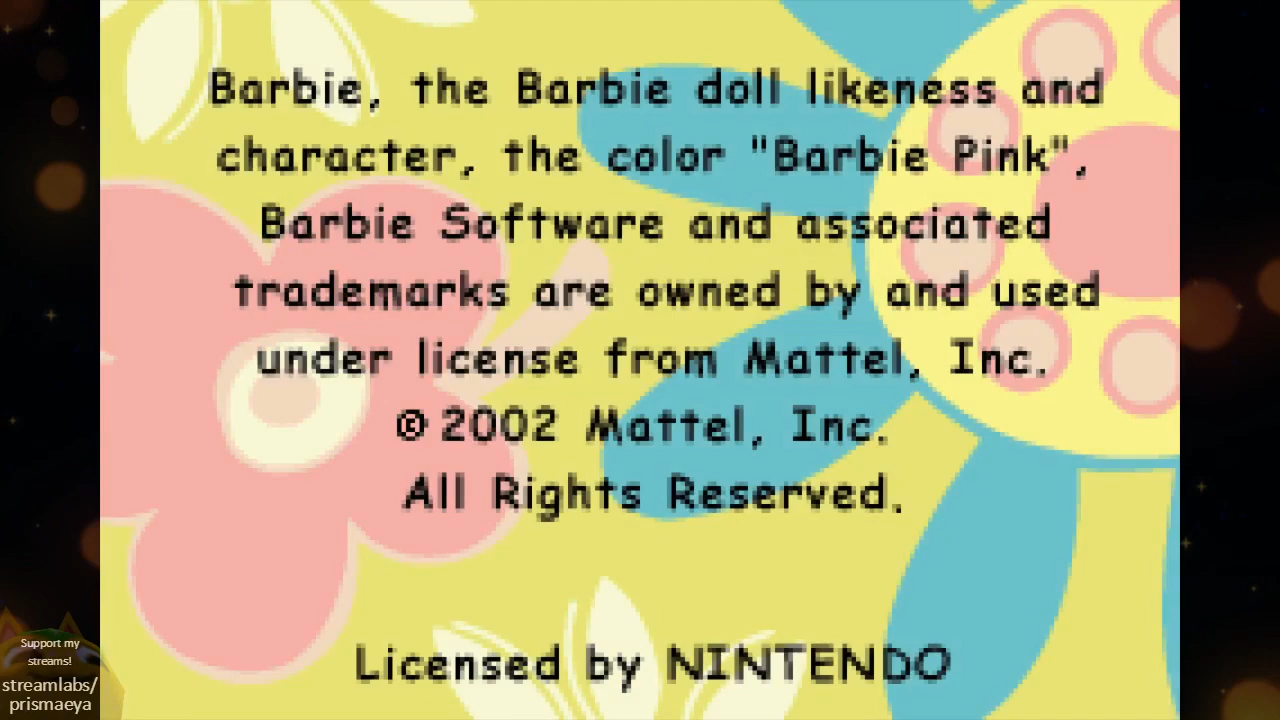 Barbie, the Barbie doll likeness and
character, the color "Barbie Pink",
Barbie Software and associated
trademarks are owned by and used
under license from Mattel, Inc.
© 2002 Mattel, Inc.
All Rights Reserved.
Licensed by NINTENDO
Support my
streams!
streamlabs/
prismaeya